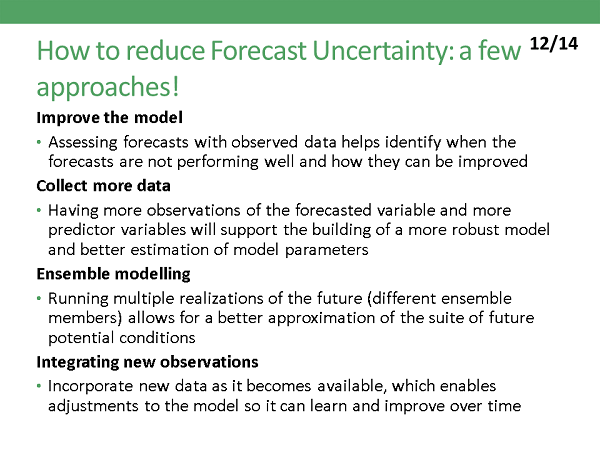 How to reduce Forecast Uncertainty: a few
approaches!
12/14
Improve the model
• Assessing forecasts with observed data helps identify when the
forecasts are not performing well and how they can be improved
Collect more data
• Having more observations of the forecasted variable and more
predictor variables will support the building of a more robust model
and better estimation of model parameters
Ensemble modelling
• Running multiple realizations of the future (different ensemble
members) allows for a better approximation of the suite of future
potential conditions
Integrating new observations
• Incorporate new data as it becomes available, which enables
adjustments to the model so it can learn and improve over time